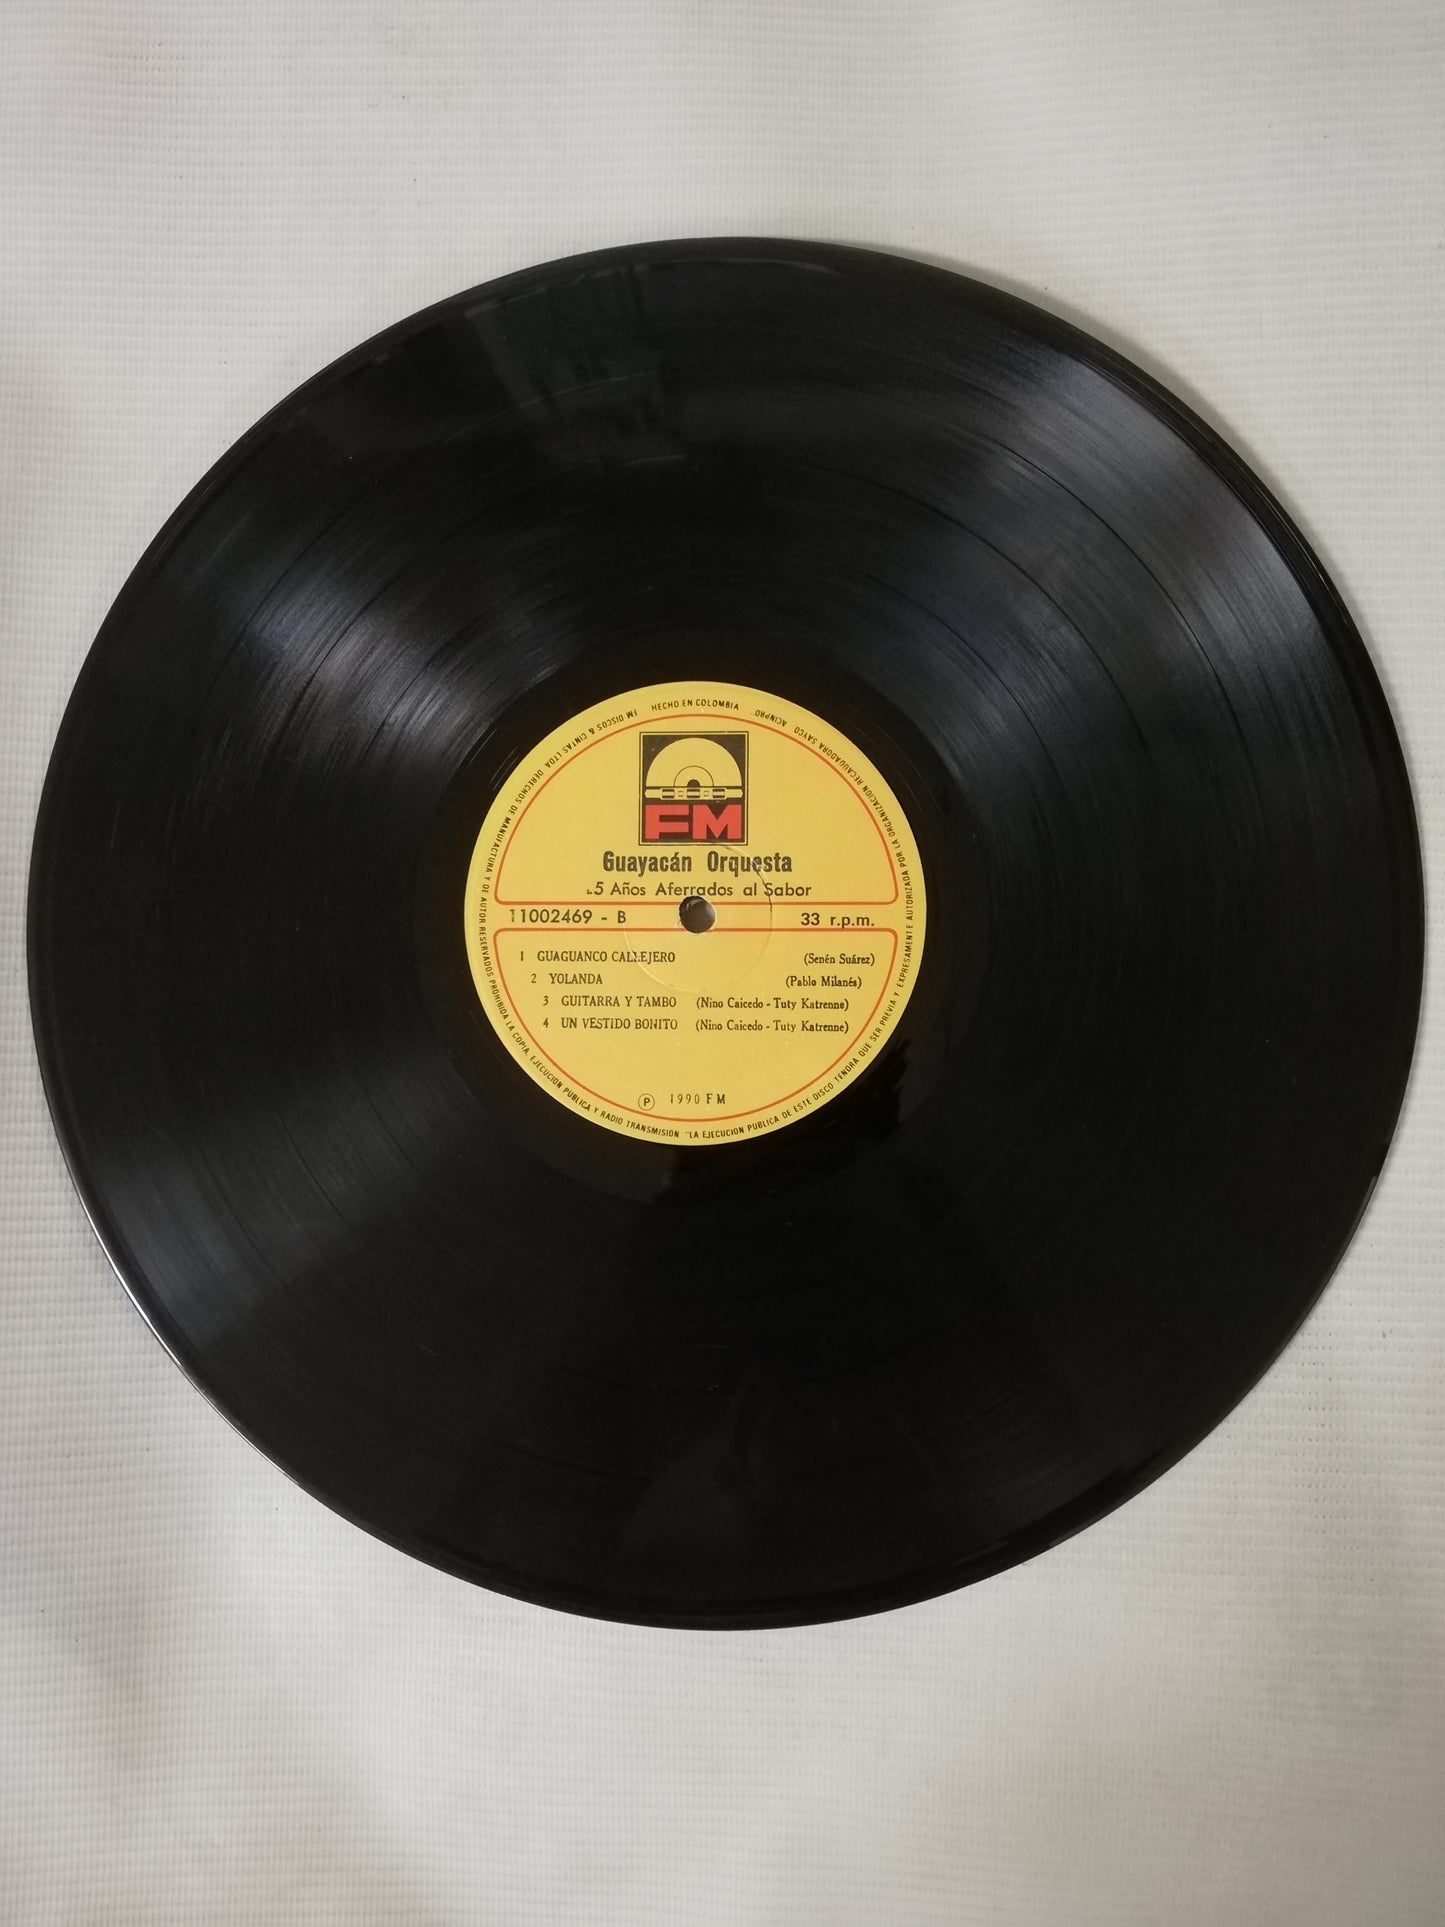 HECHO EN COLOMBIA
FM
Guayacán Orquesta
5 Años Aferrados al Sabor
11002469 - B 33 r.p.m.
1 GUAGUANCO CALLEJERO (Senén Suárez)
2 YOLANDA (Pablo Milanés)
3 GUITARRA Y TAMBO (Nino Caicedo - Tuty Katrenne)
4 UN VESTIDO BONITO (Nino Caicedo - Tuty Katrenne)
Ⓟ 1990 FM
FM DISCOS & CINTAS LTDA DERECHOS DE MANUFACTURA Y DE AUTOR RESERVADOS PROHIBIDA LA COPIA, EJECUCION PUBLICA Y RADIO TRANSMISION "LA EJECUCION PUBLICA DE ESTE DISCO TENDRA QUE SER PREVIA Y EXPRESAMENTE AUTORIZADA POR LA ORGANIZACION RECAUDADORA SAYCO ACINPRO"